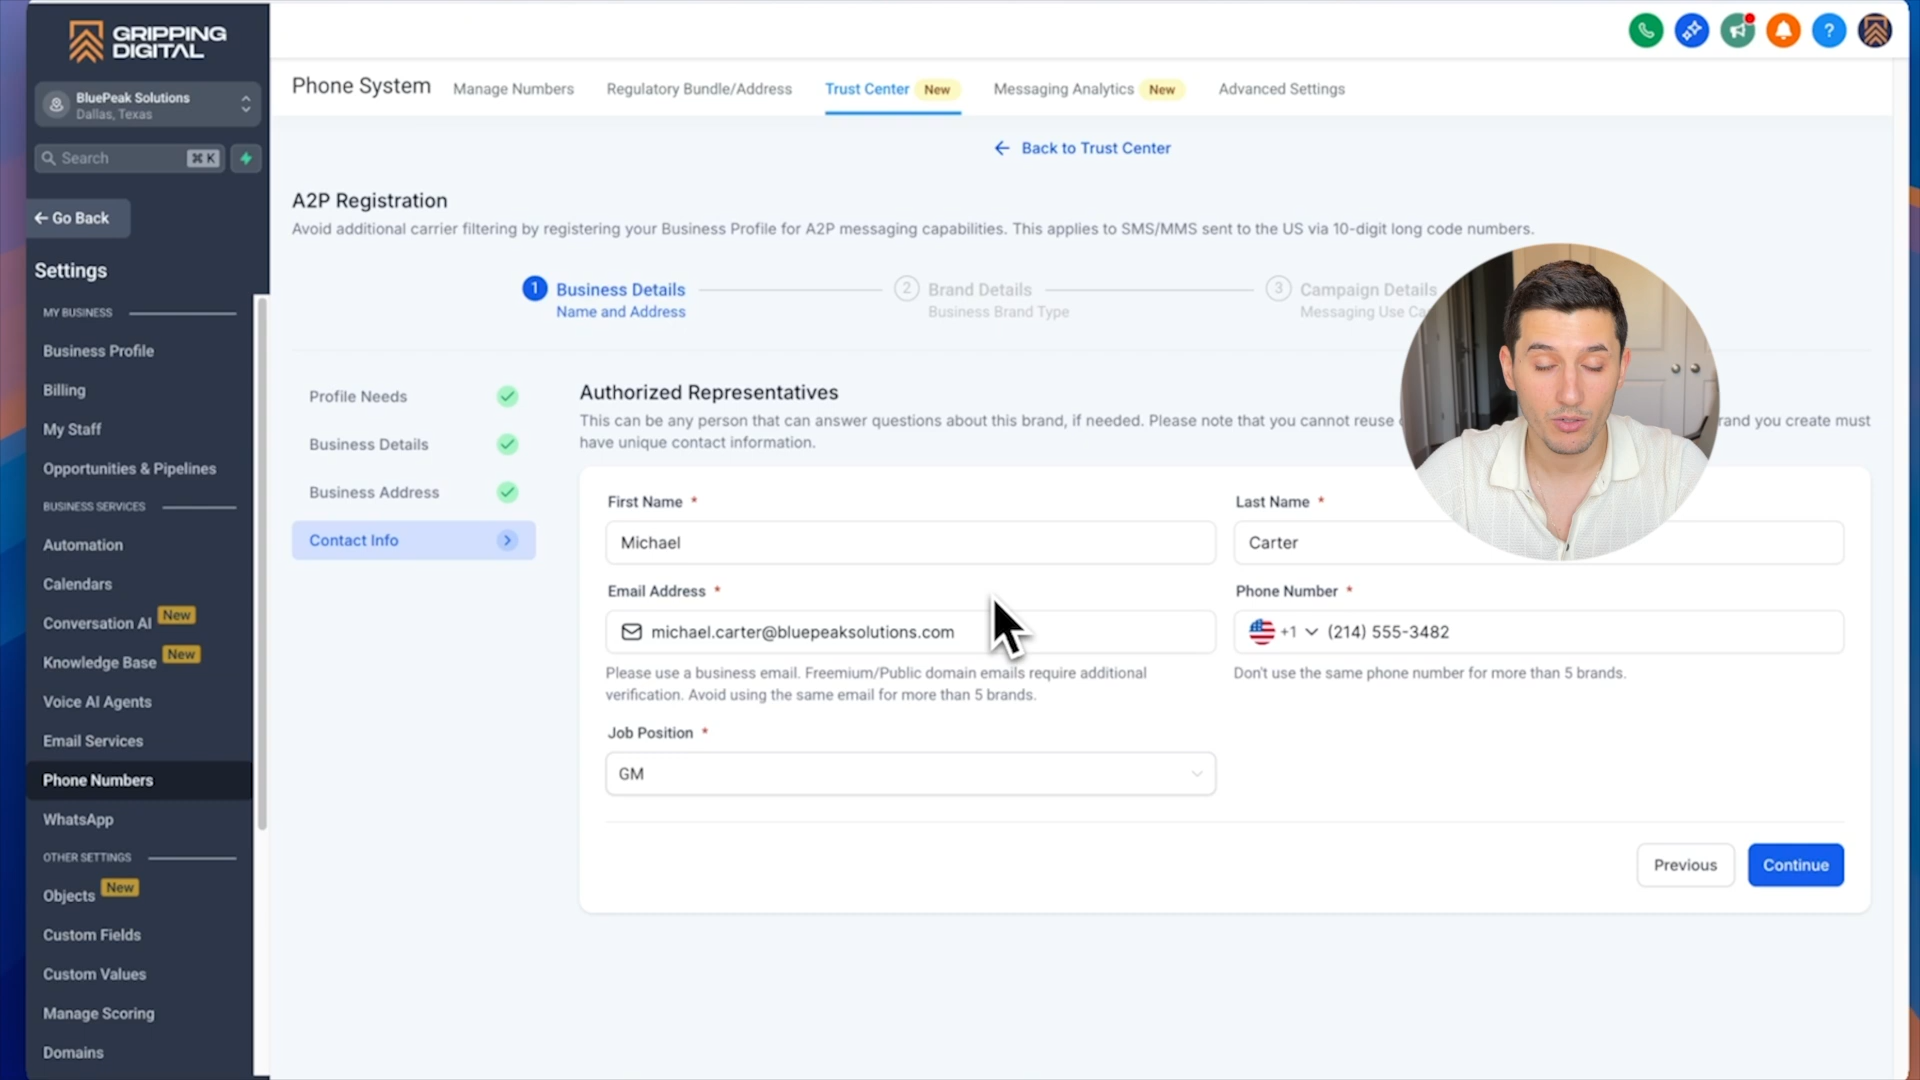 GRIPPING
DIGITAL
BluePeak Solutions
Dallas, Texas
Search
⌘ K
Go Back
Settings
MY BUSINESS
Business Profile
Billing
My Staff
Opportunities & Pipelines
BUSINESS SERVICES
Automation
Calendars
Conversation AI New
Knowledge Base New
Voice AI Agents
Email Services
Phone Numbers
WhatsApp
OTHER SETTINGS
Objects New
Custom Fields
Custom Values
Manage Scoring
Domains
?
Phone System
Manage Numbers
Regulatory Bundle/Address
Trust Center New
Messaging Analytics New
Advanced Settings
Back to Trust Center
A2P Registration
Avoid additional carrier filtering by registering your Business Profile for A2P messaging capabilities. This applies to SMS/MMS sent to the US via 10-digit long code numbers.
1 Business Details
Name and Address
2 Brand Details
Business Brand Type
3 Campaign Details
Messaging Use
Profile Needs
Business Details
Business Address
Contact Info
Authorized Representatives
This can be any person that can answer questions about this brand, if needed. Please note that you cannot reuse you create must
have unique contact information.
First Name *
Michael
Last Name *
Carter
Email Address *
michael.carter@bluepeaksolutions.com
Please use a business email. Freemium/Public domain emails require additional
verification. Avoid using the same email for more than 5 brands.
Phone Number *
+1 (214) 555-3482
Don't use the same phone number for more than 5 brands.
Job Position *
GM
Previous
Continue